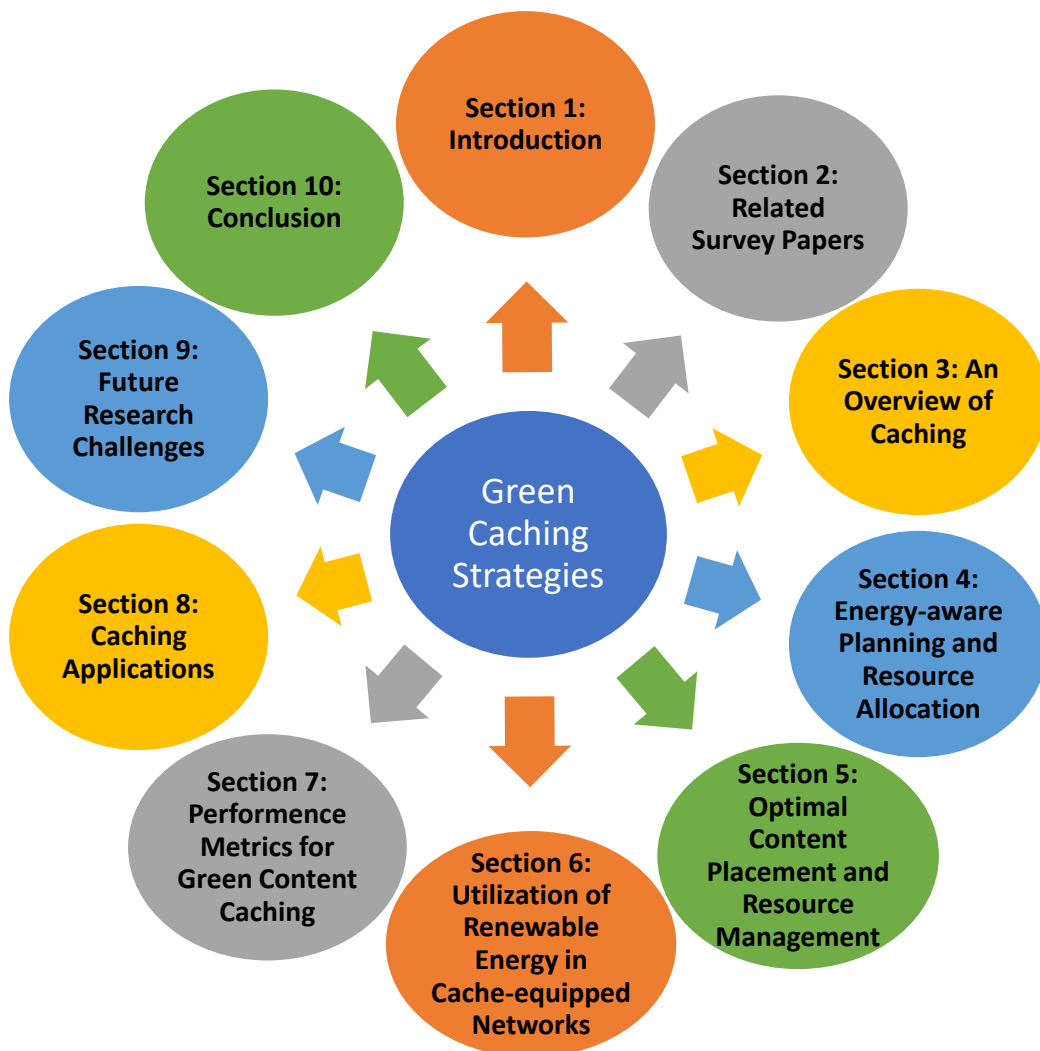 Section 1:
Introduction
Section 2:
Related
Survey Papers
Section 3: An
Overview of
Caching
Section 4:
Energy-aware
Planning and
Resource
Allocation
Section 5:
Optimal
Content
Placement and
Resource
Management
Section 6:
Utilization of
Renewable
Energy in
Cache-equipped
Networks
Section 7:
Performence
Metrics for
Green Content
Caching
Section 8:
Caching
Applications
Section 9:
Future
Research
Challenges
Section 10:
Conclusion
Green
Caching
Strategies